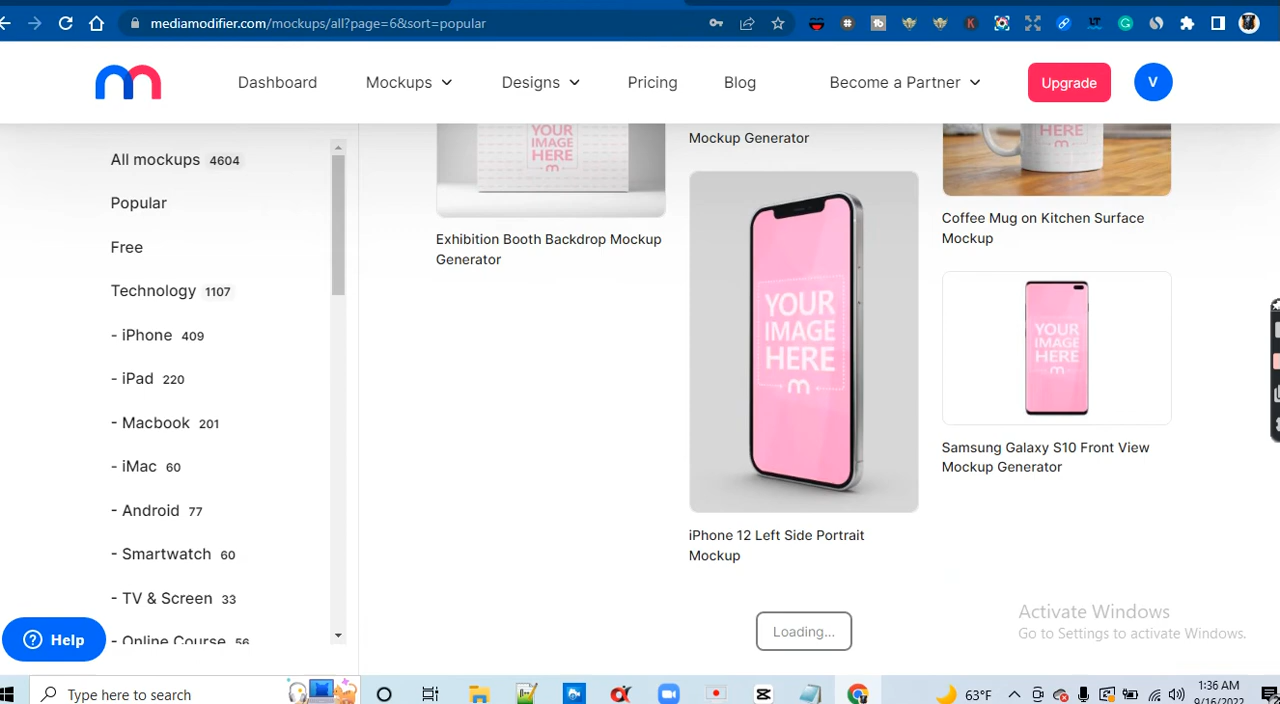 mediamodifier.com/mockups/all?page=6&sort=popular
Dashboard
Mockups
Designs
Pricing
Blog
Become a Partner
Upgrade
V
All mockups 4604
Popular
Free
Technology 1107
- iPhone 409
- iPad 220
- Macbook 201
- iMac 60
- Android 77
- Smartwatch 60
- TV & Screen 33
- Online Course 56
Help
YOUR
IMAGE
HERE
Exhibition Booth Backdrop Mockup
Generator
Mockup Generator
YOUR
IMAGE
HERE
iPhone 12 Left Side Portrait
Mockup
HERE
Coffee Mug on Kitchen Surface
Mockup
YOUR
IMAGE
HERE
Samsung Galaxy S10 Front View
Mockup Generator
Loading...
Activate Windows
Go to Settings to activate Windows.
Type here to search
63°F
1:36 AM
9/16/2022